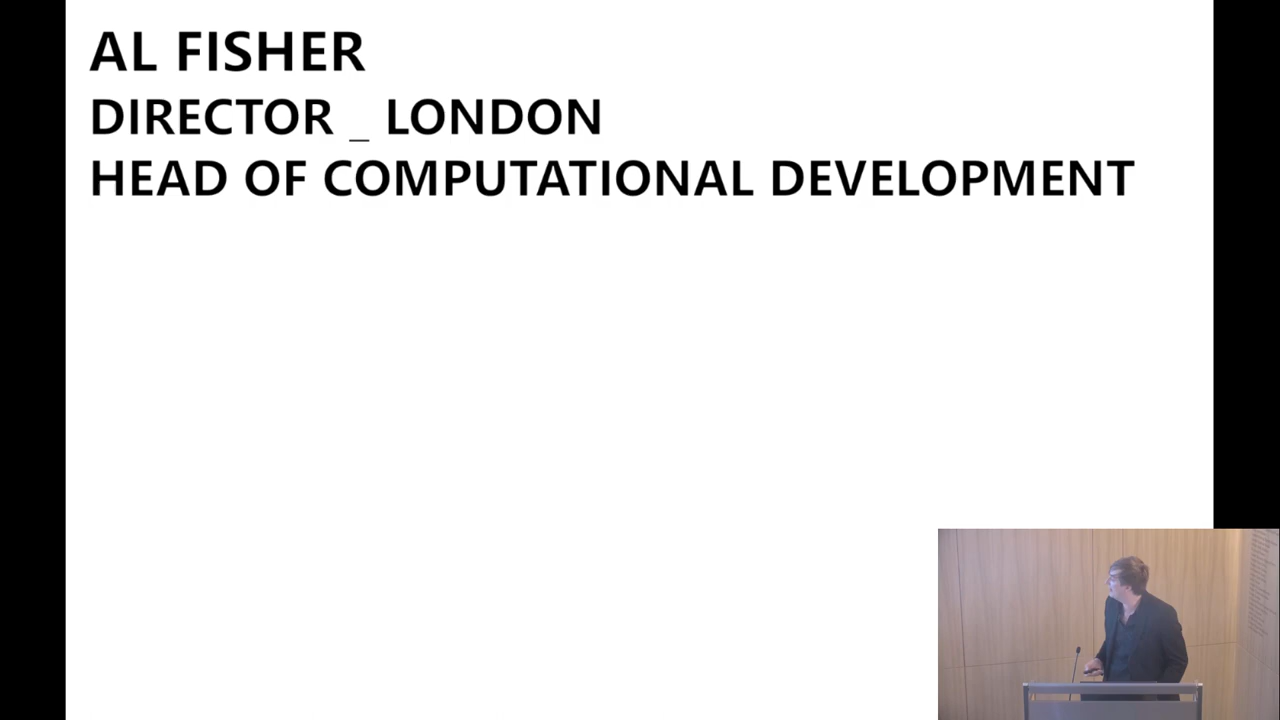 AL FISHER
DIRECTOR _ LONDON
HEAD OF COMPUTATIONAL DEVELOPMENT